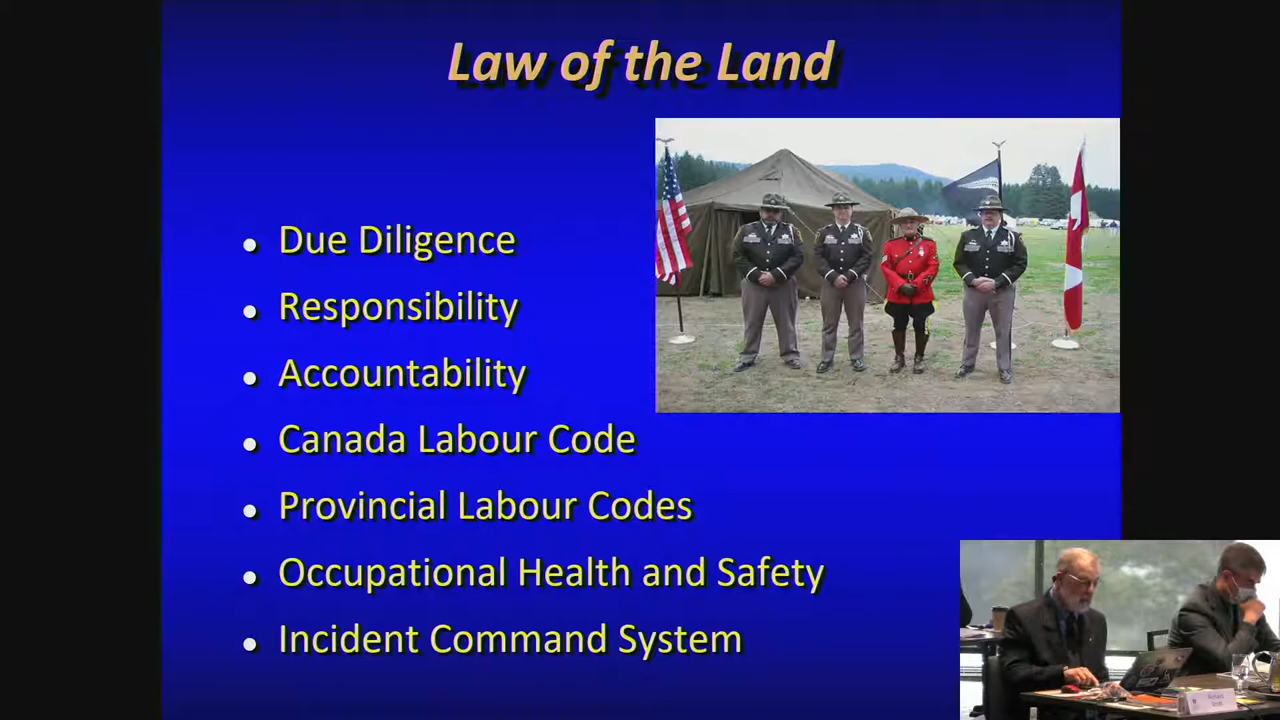 Law of the Land
Due Diligence
Responsibility
Accountability
Canada Labour Code
Provincial Labour Codes
Occupational Health and Safety
Incident Command System
Richard